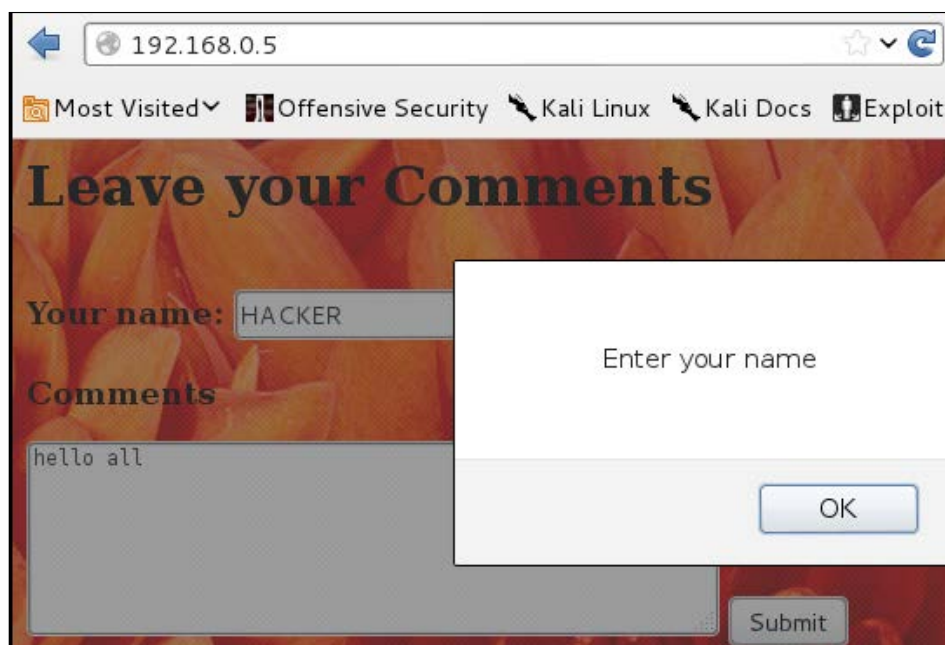 192.168.0.5
Most Visited Offensive Security Kali Linux Kali Docs Exploit
Leave your Comments
Your name: HACKER
Enter your name
Comments
hello all
OK
Submit